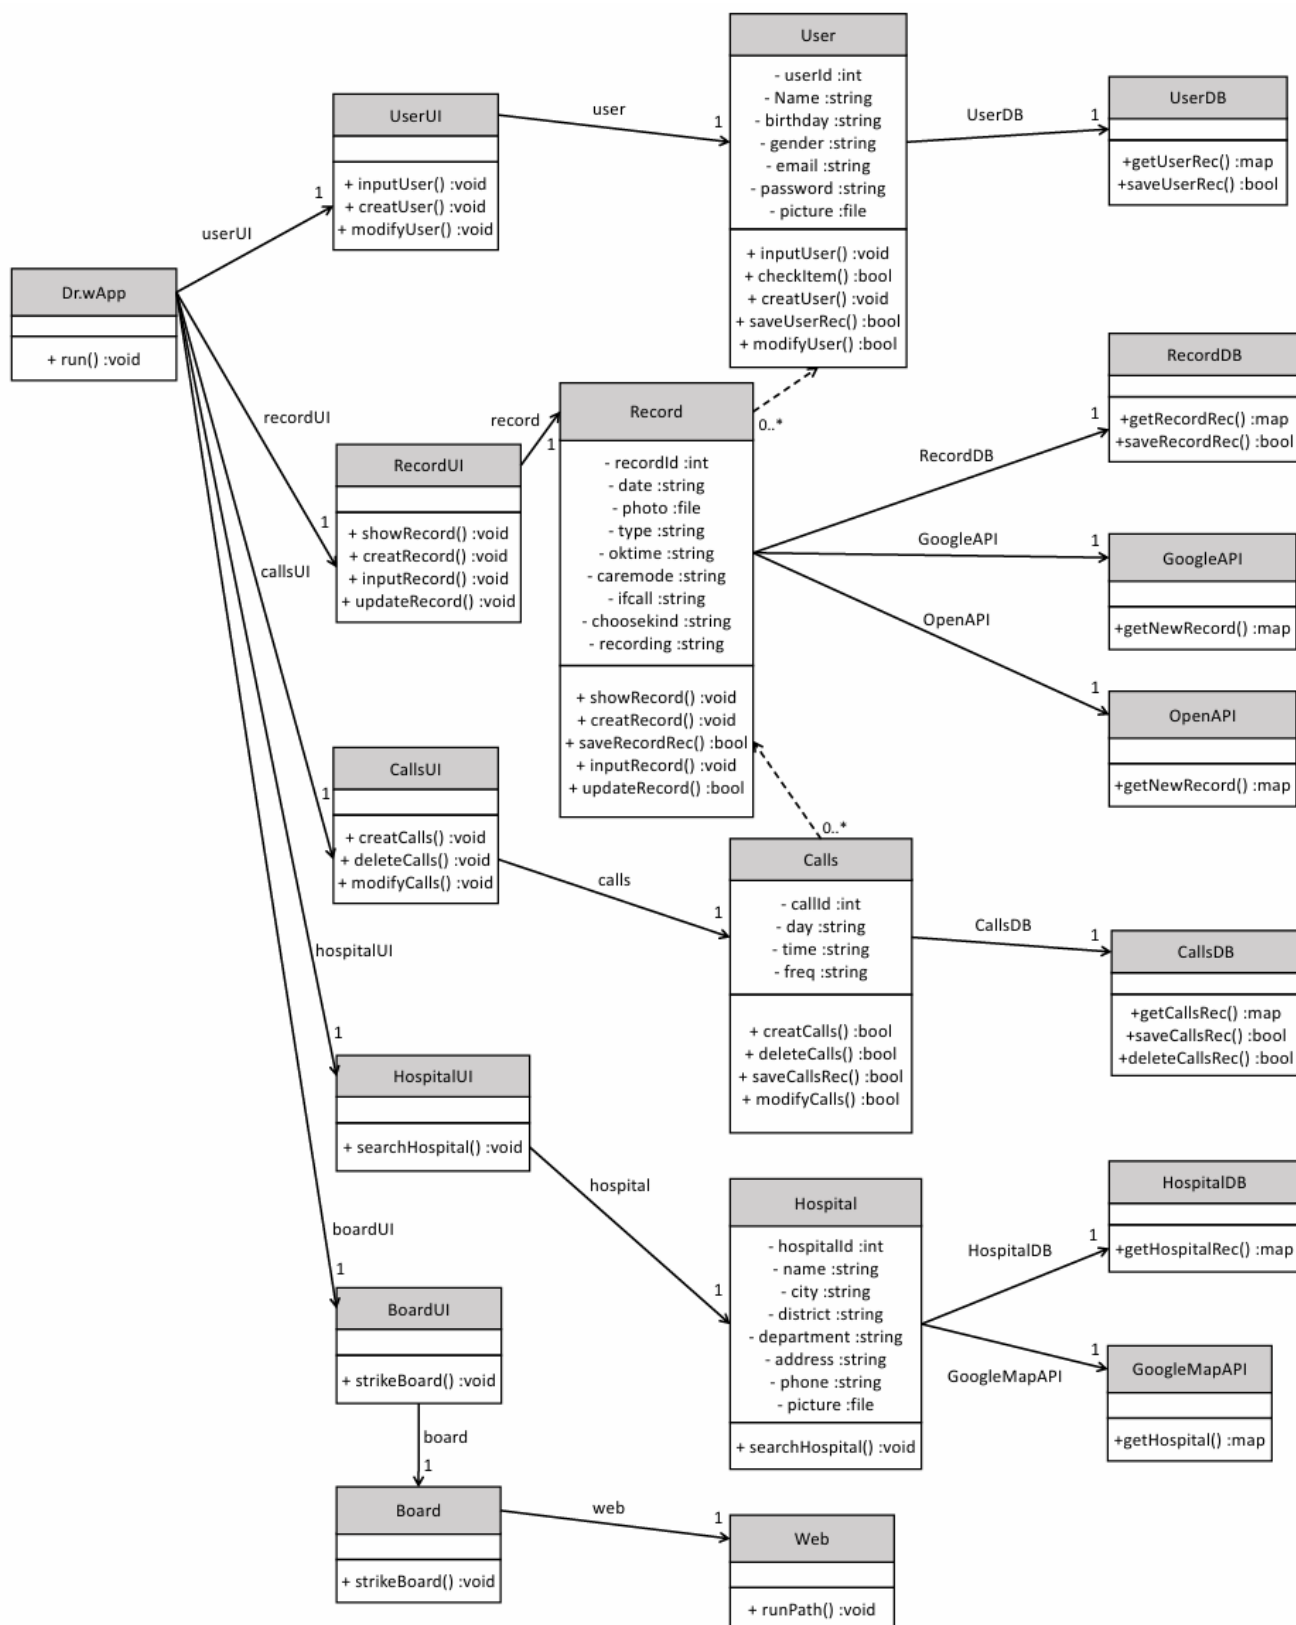 User
- userId :int
- Name :string
- birthday :string
- gender :string
- email :string
- password :string
- picture :file
+ inputUser() :void
+ checkItem() :bool
+ creatUser() :void
+ saveUserRec() :bool
+ modifyUser() :bool
UserUI
+ inputUser() :void
+ creatUser() :void
+ modifyUser() :void
user
1
UserDB
1
UserDB
+getUserRec() :map
+saveUserRec() :bool
userUI
1
Dr.wApp
+ run() :void
recordUI
1
RecordUI
+ showRecord() :void
+ creatRecord() :void
+ inputRecord() :void
+ updateRecord() :void
record
1
Record
- recordId :int
- date :string
- photo :file
- type :string
- oktime :string
- caremode :string
- ifcall :string
- choosekind :string
- recording :string
+ showRecord() :void
+ creatRecord() :void
+ saveRecordRec() :bool
+ inputRecord() :void
+ updateRecord() :bool
0..*
RecordDB
1
RecordDB
+getRecordRec() :map
+saveRecordRec() :bool
GoogleAPI
1
GoogleAPI
+getNewRecord() :map
OpenAPI
1
OpenAPI
+getNewRecord() :map
callsUI
1
CallsUI
+ creatCalls() :void
+ deleteCalls() :void
+ modifyCalls() :void
calls
1
0..*
Calls
- callId :int
- day :string
- time :string
- freq :string
+ creatCalls() :bool
+ deleteCalls() :bool
+ saveCallsRec() :bool
+ modifyCalls() :bool
CallsDB
1
CallsDB
+getCallsRec() :map
+saveCallsRec() :bool
+deleteCallsRec() :bool
hospitalUI
1
HospitalUI
+ searchHospital() :void
hospital
1
Hospital
- hospitalId :int
- name :string
- city :string
- district :string
- department :string
- address :string
- phone :string
- picture :file
+ searchHospital() :void
HospitalDB
1
HospitalDB
+getHospitalRec() :map
GoogleMapAPI
1
GoogleMapAPI
+getHospital() :map
boardUI
1
BoardUI
+ strikeBoard() :void
board
1
Board
+ strikeBoard() :void
web
1
Web
+ runPath() :void